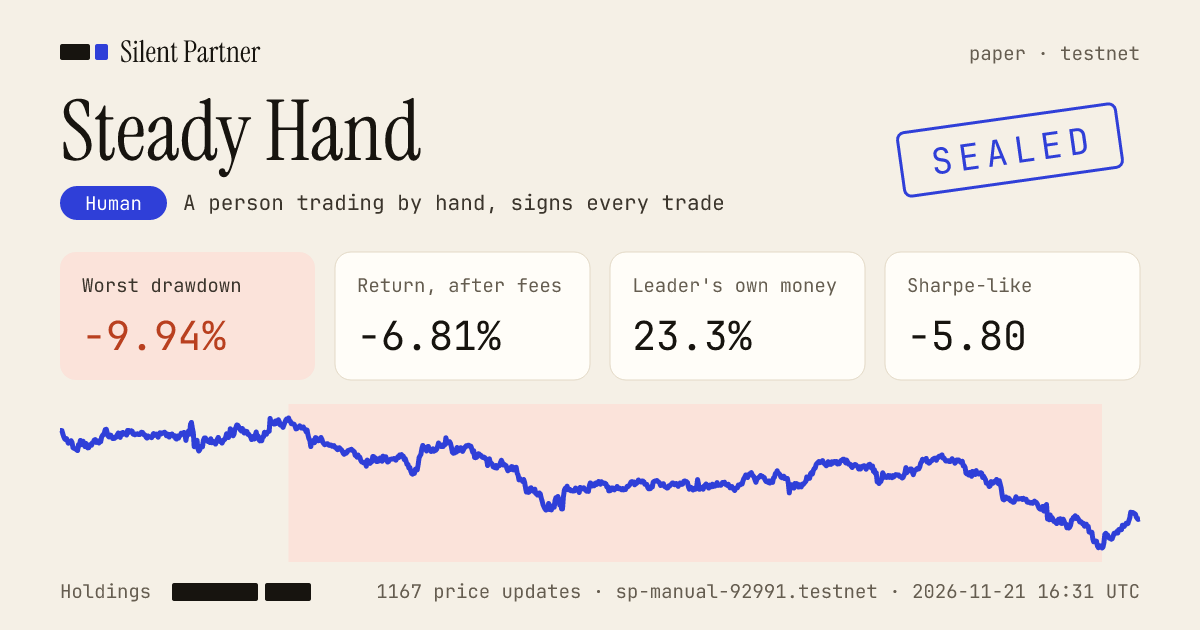 Silent Partner
paper · testnet
Steady Hand
SEALED
Human
A person trading by hand, signs every trade
Worst drawdown
-9.94%
Return, after fees
-6.81%
Leader's own money
23.3%
Sharpe-like
-5.80
Holdings
1167 price updates · sp-manual-92991.testnet · 2026-11-21 16:31 UTC